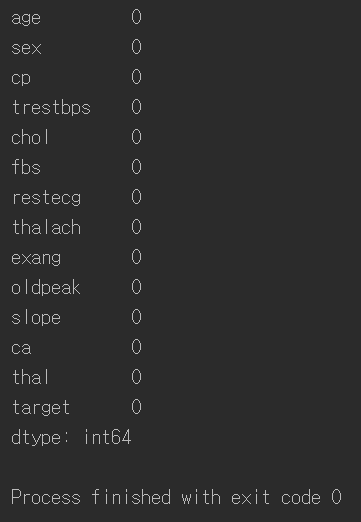 age 0
sex 0
cp 0
trestbps 0
chol 0
fbs 0
restecg 0
thalach 0
exang 0
oldpeak 0
slope 0
ca 0
thal 0
target 0
dtype: int64
Process finished with exit code 0